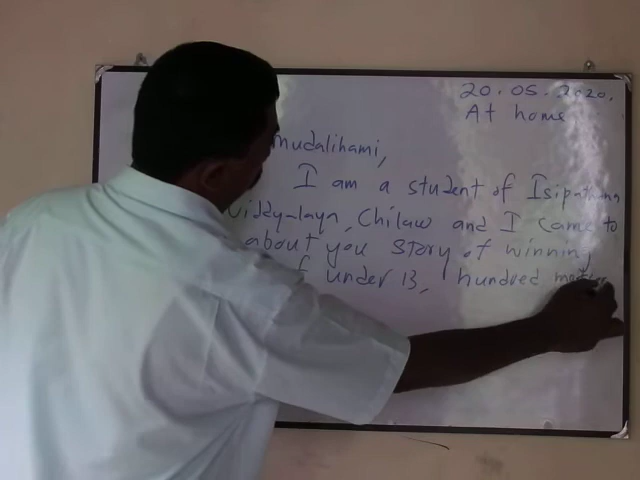 20.05.2020.
At home
mudalihami,
I am a student of Isipathana
Viddyalaya, Chilaw and I came to
about you story of winning
of under 13, hundred